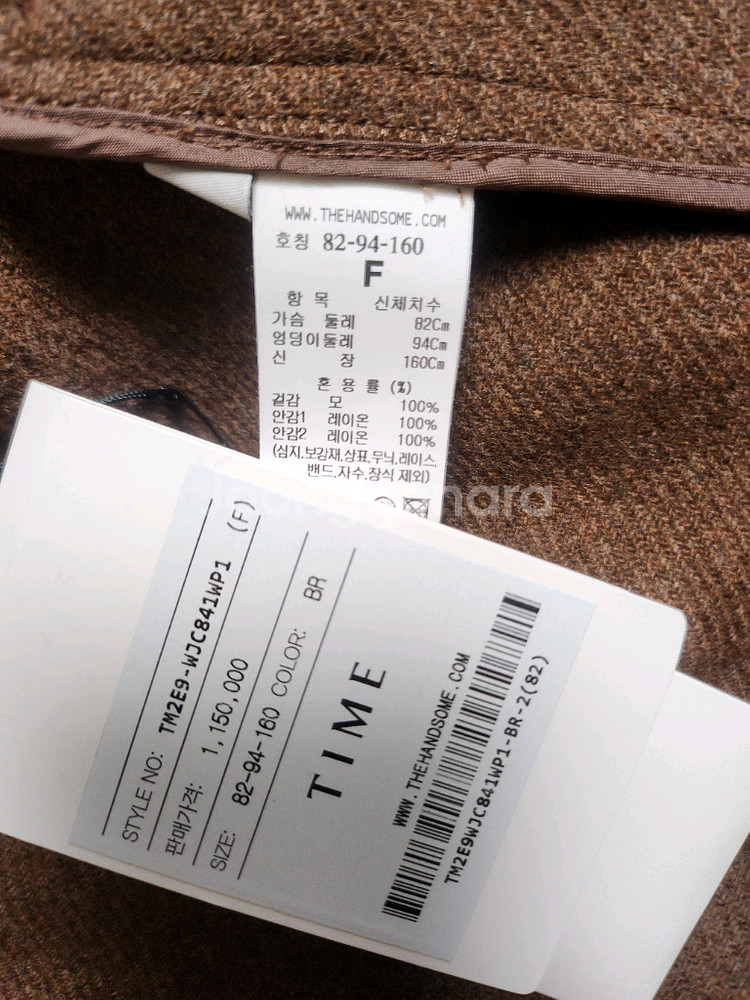 WWW.THEHANDSOME.COM
호칭 82-94-160
F
항 목 신체치수
가슴 둘레 82Cm
엉덩이둘레 94Cm
신 장 160Cm
혼 용 률 (%)
겉감 모 100%
안감1 레이온 100%
안감2 레이온 100%
(심지,보강재,상표,무늬,레이스,
밴드,자수,장식 제외)
STYLE NO: TM2E9-WJC841WP1 (F)
판매가격: 1,150,000
SIZE: 82-94-160 COLOR: BR
TIME
WWW.THEHANDSOME.COM
TM2E9WJC841WP1-BR-2(82)